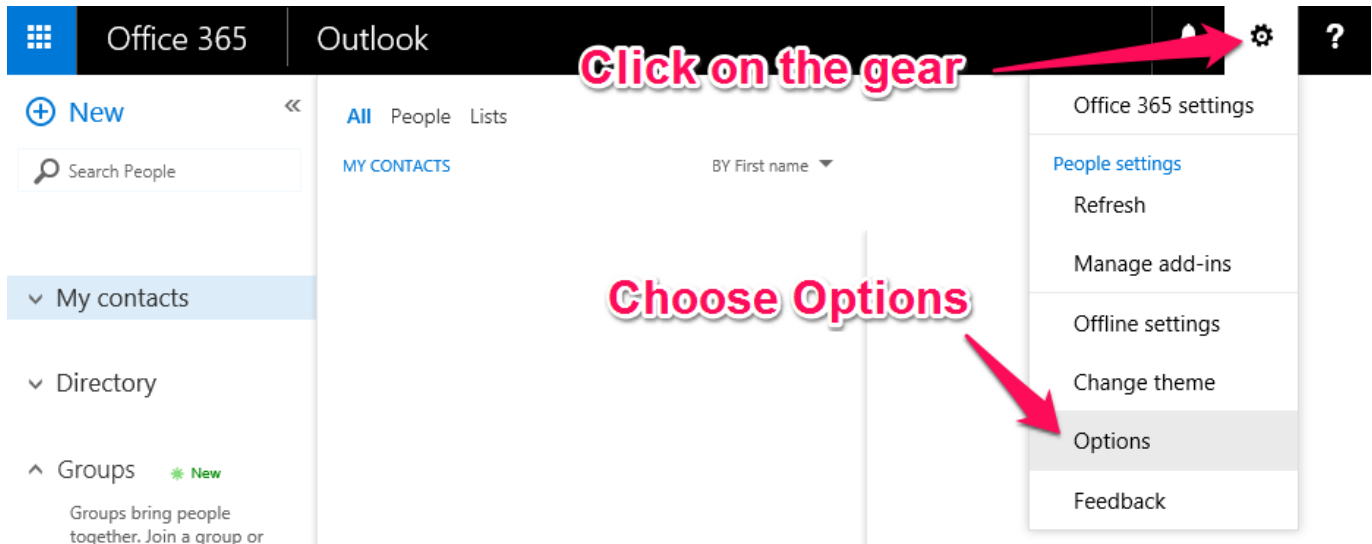 Office 365
Outlook
Click on the gear
?
New
«
All People Lists
Office 365 settings
Search People
MY CONTACTS
BY First name
People settings
Refresh
Manage add-ins
My contacts
Choose Options
Offline settings
Directory
Change theme
Options
Groups
New
Feedback
Groups bring people
together. Join a group or